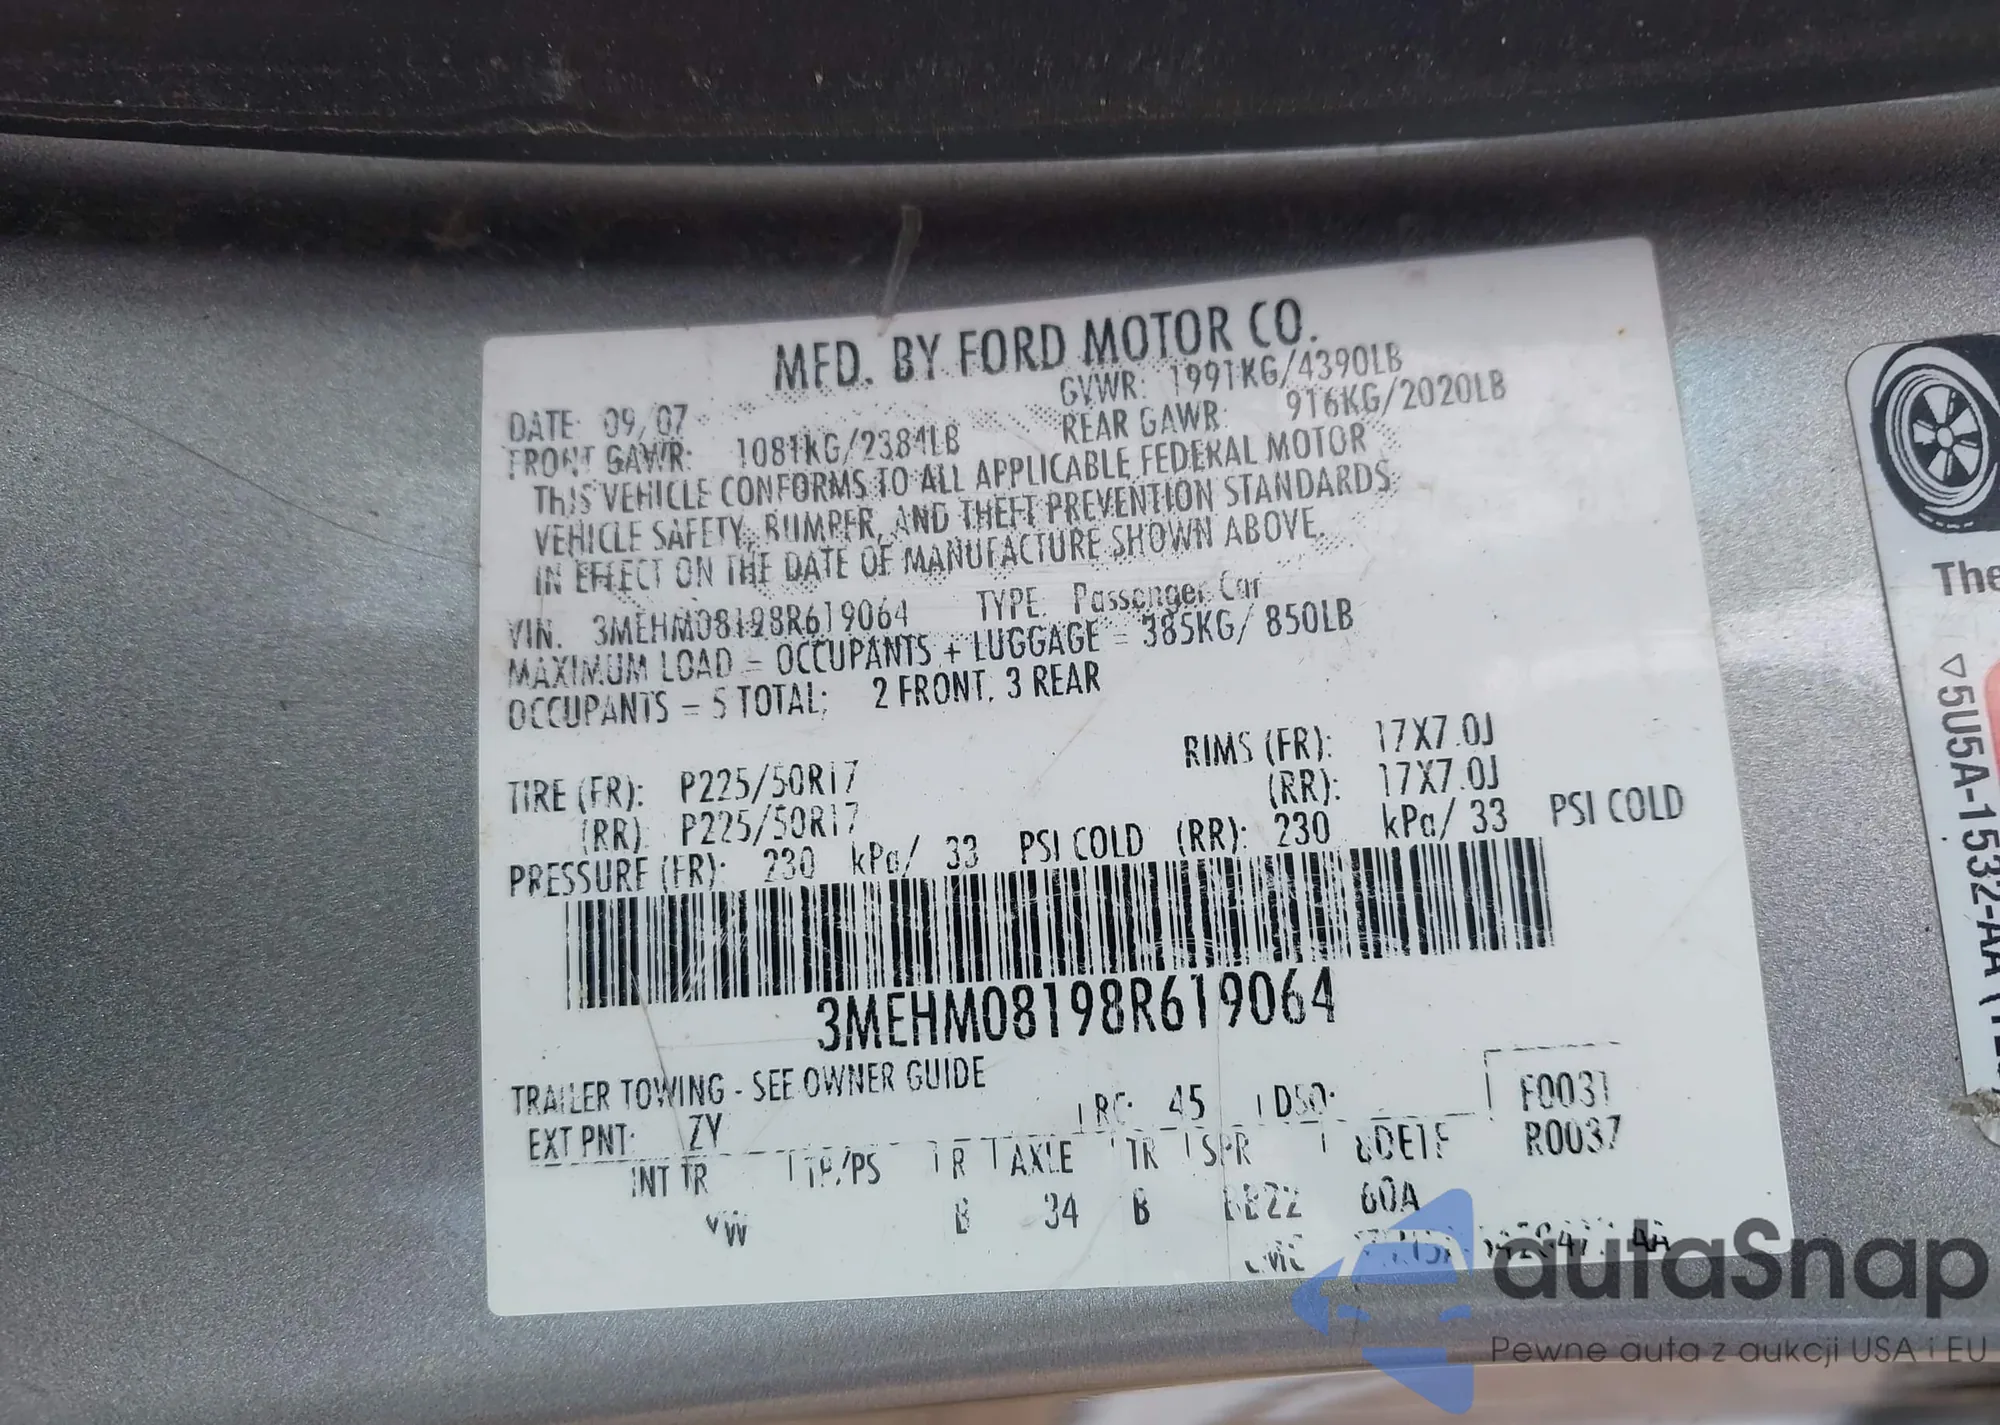 MFD. BY FORD MOTOR CO.
DATE: 09/07 GVWR: 1991KG/4390LB
FRONT GAWR: 1081KG/2384LB REAR GAWR: 916KG/2020LB
THIS VEHICLE CONFORMS TO ALL APPLICABLE FEDERAL MOTOR
VEHICLE SAFETY, BUMPER, AND THEFT PREVENTION STANDARDS
IN EFFECT ON THE DATE OF MANUFACTURE SHOWN ABOVE.
VIN: 3MEHM08198R619064 TYPE: Passenger Car
MAXIMUM LOAD = OCCUPANTS + LUGGAGE = 385KG/ 850LB
OCCUPANTS = 5 TOTAL; 2 FRONT, 3 REAR
RIMS (FR): 17X7.0J
TIRE (FR): P225/50R17 (RR): 17X7.0J
(RR) P225/50R17
PRESSURE (FR): 230 kPa/ 33 PSI COLD (RR): 230 kPa/ 33 PSI COLD
3MEHM08198R619064
TRAILER TOWING - SEE OWNER GUIDE
EXT PNT: ZY RC: 45 DSO: F0031
INT TR TP/PS R AXLE TR SPR R0037
B 34 B 60A
The
5U5A-1532-AA
autaSnap
Pewne auta z aukcji USA i EU